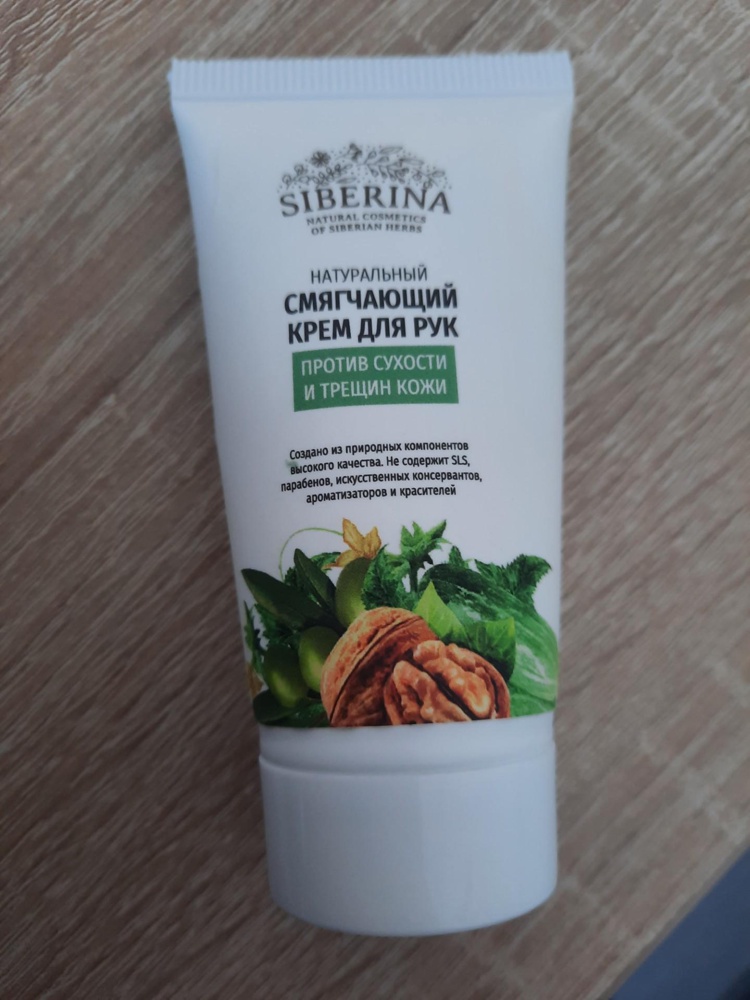 SIBERINA
NATURAL COSMETICS
OF SIBERIAN HERBS
НАТУРАЛЬНЫЙ
СМЯГЧАЮЩИЙ
КРЕМ ДЛЯ РУК
ПРОТИВ СУХОСТИ
И ТРЕЩИН КОЖИ
Создано из природных компонентов
высокого качества. Не содержит SLS,
парабенов, искусственных консервантов,
ароматизаторов и красителей